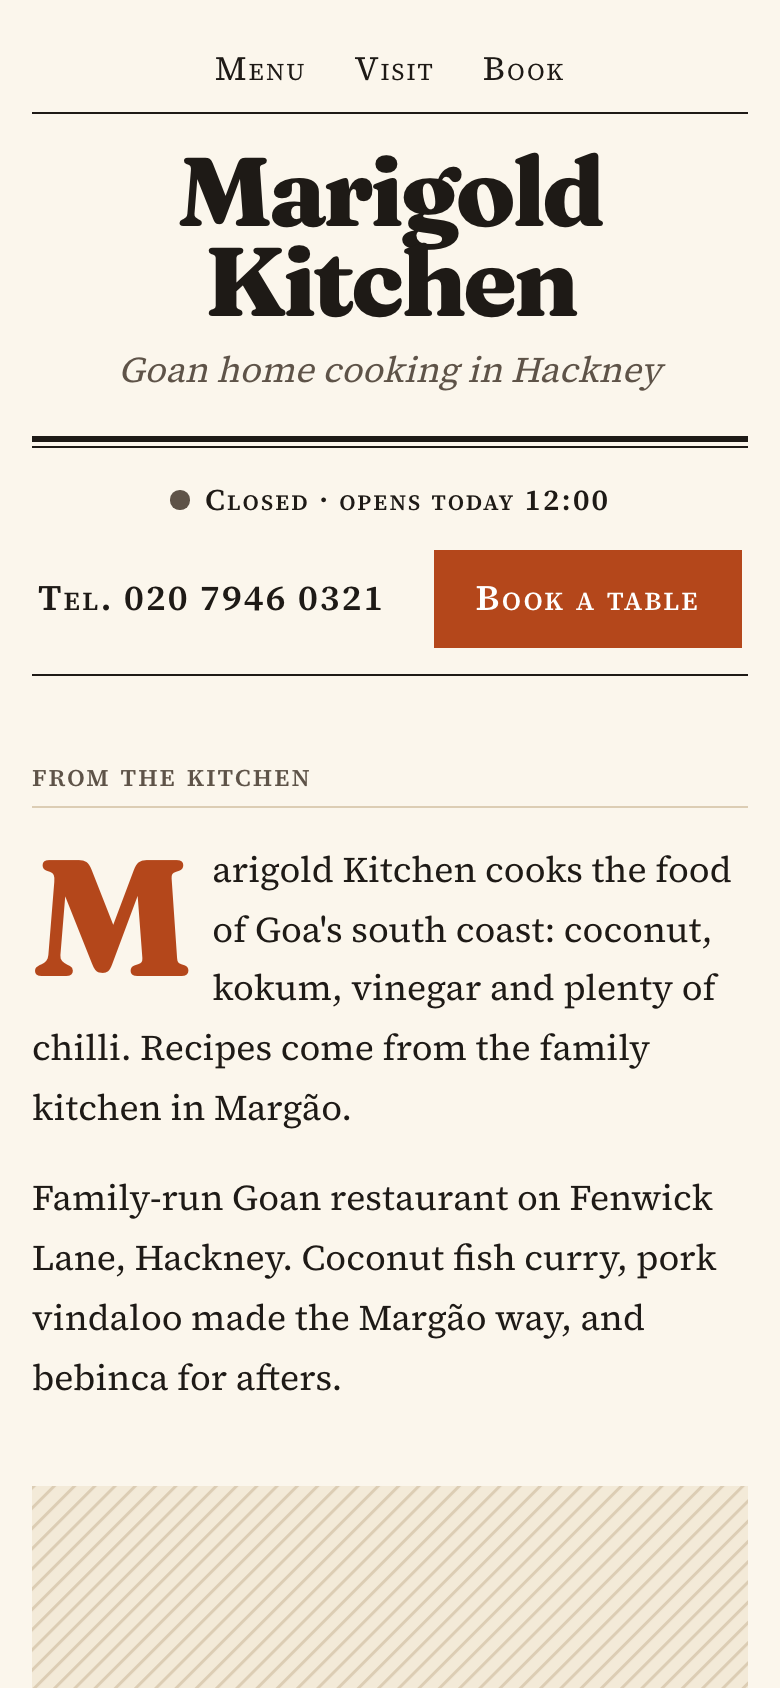 Menu Visit Book
Marigold
Kitchen
Goan home cooking in Hackney
Closed · opens today 12:00
Tel. 020 7946 0321 Book a table
FROM THE KITCHEN
Marigold Kitchen cooks the food
of Goa's south coast: coconut,
kokum, vinegar and plenty of
chilli. Recipes come from the family
kitchen in Margão.
Family-run Goan restaurant on Fenwick
Lane, Hackney. Coconut fish curry, pork
vindaloo made the Margão way, and
bebinca for afters.